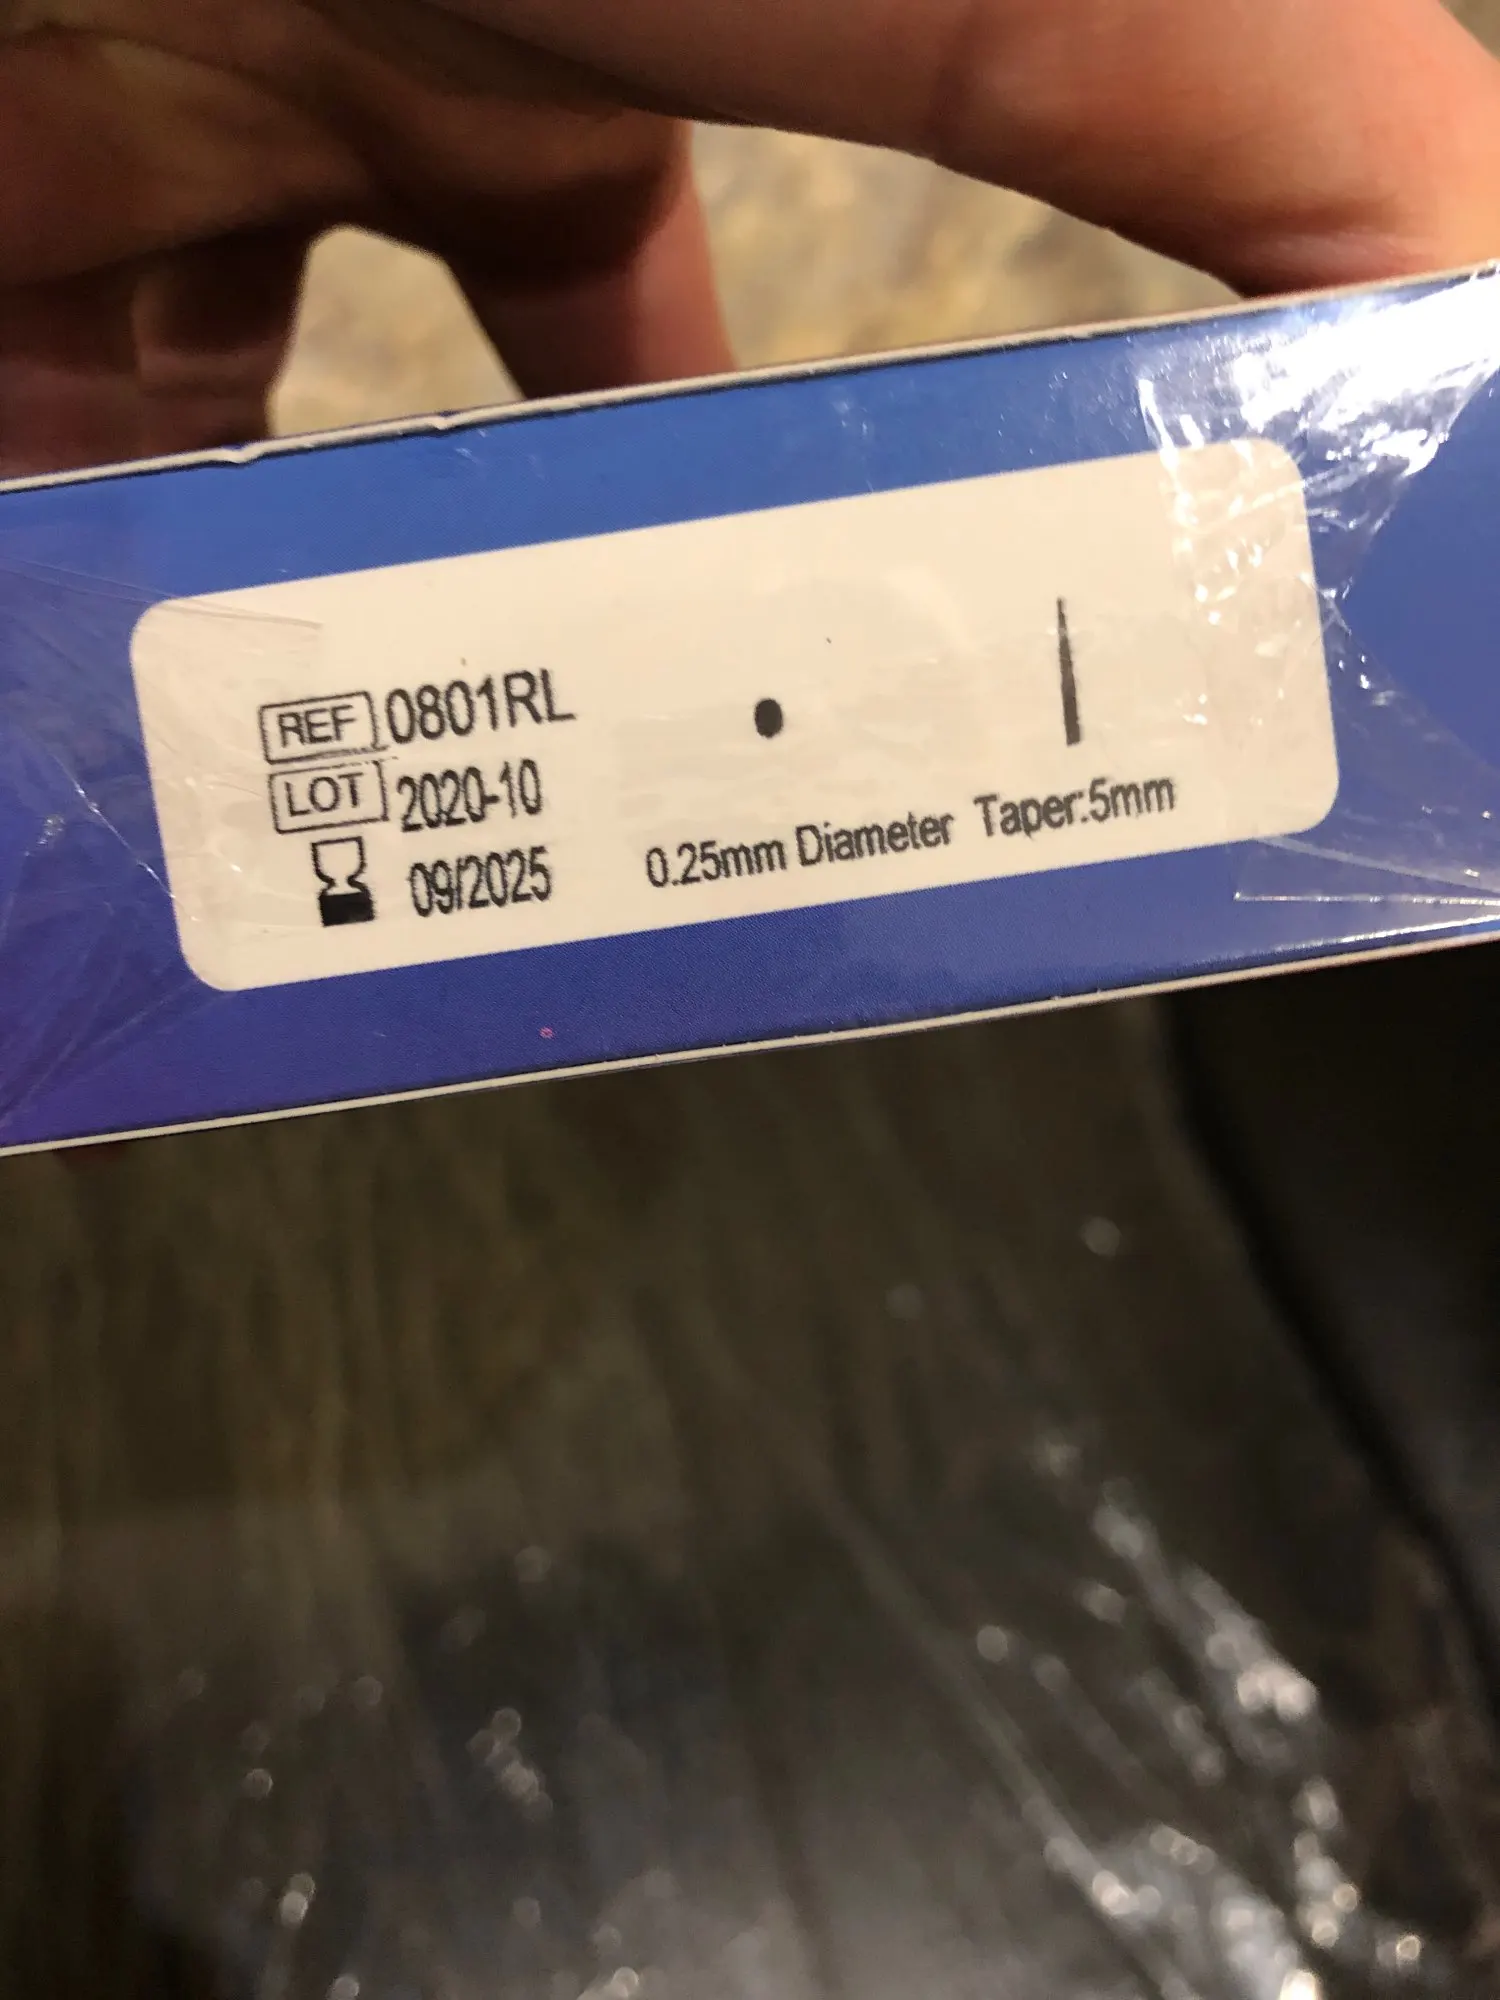 REF 0801RL
LOT 2020-10
09/2025
0.25mm Diameter Taper:5mm